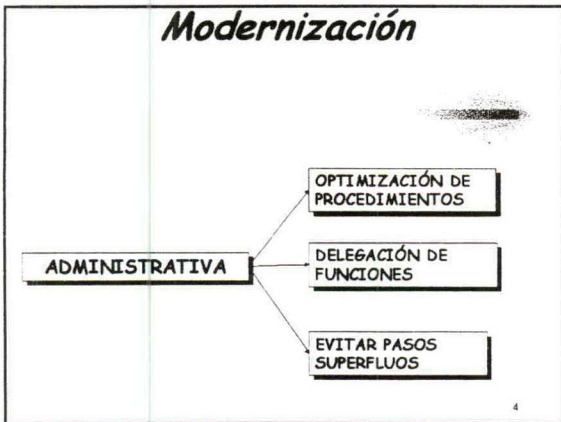 Modernización
OPTIMIZACIÓN DE
PROCEDIMIENTOS
ADMINISTRATIVA
DELEGACIÓN DE
FUNCIONES
EVITAR PASOS
SUPERFLUOS
4